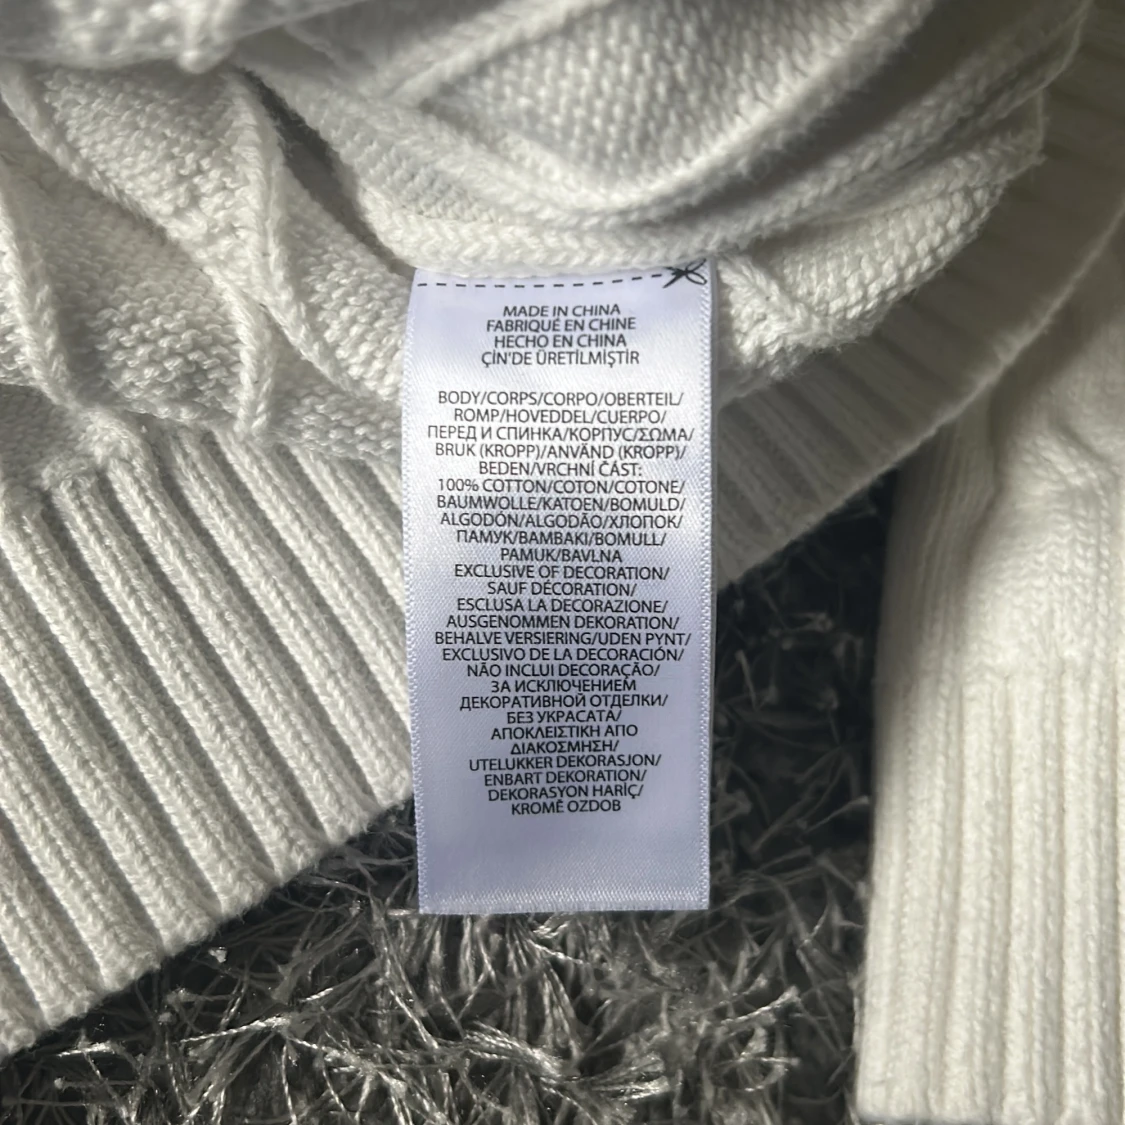 MADE IN CHINA
FABRIQUÉ EN CHINE
HECHO EN CHINA
ÇİN'DE ÜRETİLMİŞTİR
BODY/CORPS/CORPO/OBERTEIL/
ROMP/HOVEDDEL/CUERPO/
ПЕРЕД И СПИНКА/КОРПУС/ΣΩΜΑ/
BRUK (KROPP)/ANVÄND (KROPP)/
BEDEN/VRCHNÍ ČÁST:
100% COTTON/COTON/COTONE/
BAUMWOLLE/KATOEN/BOMULD/
ALGODÓN/ALGODÃO/ХЛОПОК/
ПАМУК/BAMBAKI/BOMULL/
PAMUK/BAVLNA
EXCLUSIVE OF DECORATION/
SAUF DÉCORATION/
ESCLUSA LA DECORAZIONE/
AUSGENOMMEN DEKORATION/
BEHALVE VERSIERING/UDEN PYNT/
EXCLUSIVO DE LA DECORACIÓN/
NÃO INCLUI DECORAÇÃO/
ЗА ИСКЛЮЧЕНИЕМ
ДЕКОРАТИВНОЙ ОТДЕЛКИ/
БЕЗ УКРАСАТА/
ΑΠΟΚΛΕΙΣΤΙΚΗ ΑΠΟ
ΔΙΑΚΟΣΜΗΣΗ/
UTELUKKER DEKORASJON/
ENBART DEKORATION/
DEKORASYON HARİÇ/
KROMĚ OZDOB